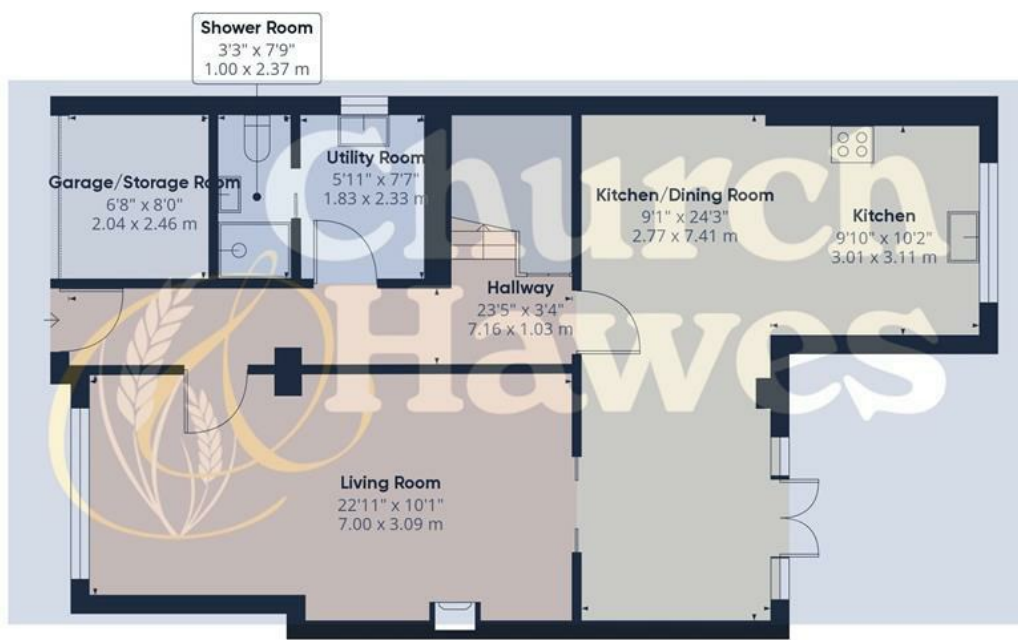 Shower Room
3'3" x 7'9"
1.00 x 2.37 m
Garage/Storage Room
6'8" x 8'0"
2.04 x 2.46 m
Utility Room
5'11" x 7'7"
1.83 x 2.33 m
Kitchen/Dining Room
9'1" x 24'3"
2.77 x 7.41 m
Kitchen
9'10" x 10'2"
3.01 x 3.11 m
Hallway
23'5" x 3'4"
7.16 x 1.03 m
Living Room
22'11" x 10'1"
7.00 x 3.09 m
Church
& Hawes